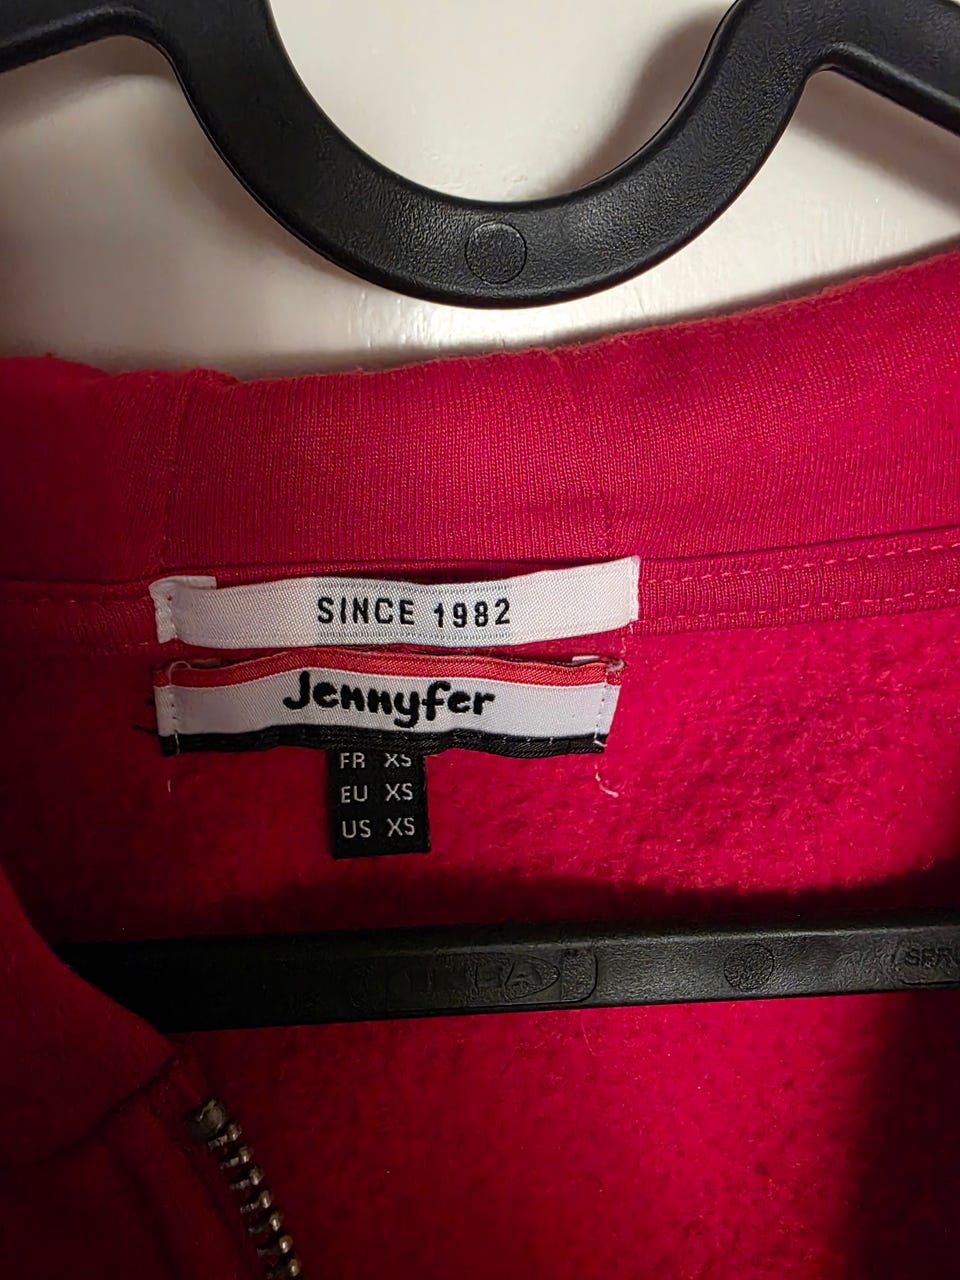 SINCE 1982
Jennyfer
FR XS
EU XS
US XS